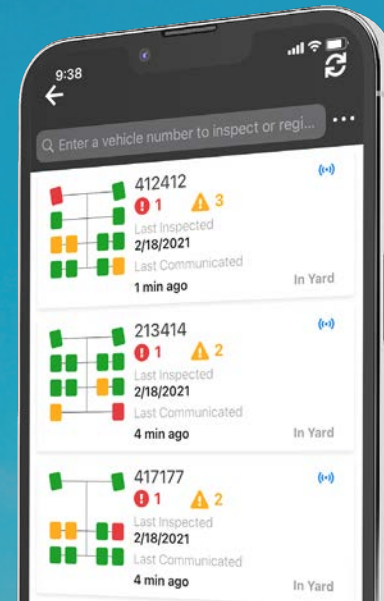 9:38
Enter a vehicle number to inspect or regi...
412412
1 3
Last Inspected
2/18/2021
Last Communicated
1 min ago
In Yard
213414
1 2
Last Inspected
2/18/2021
Last Communicated
4 min ago
In Yard
417177
1 2
Last Inspected
2/18/2021
Last Communicated
4 min ago
In Yard